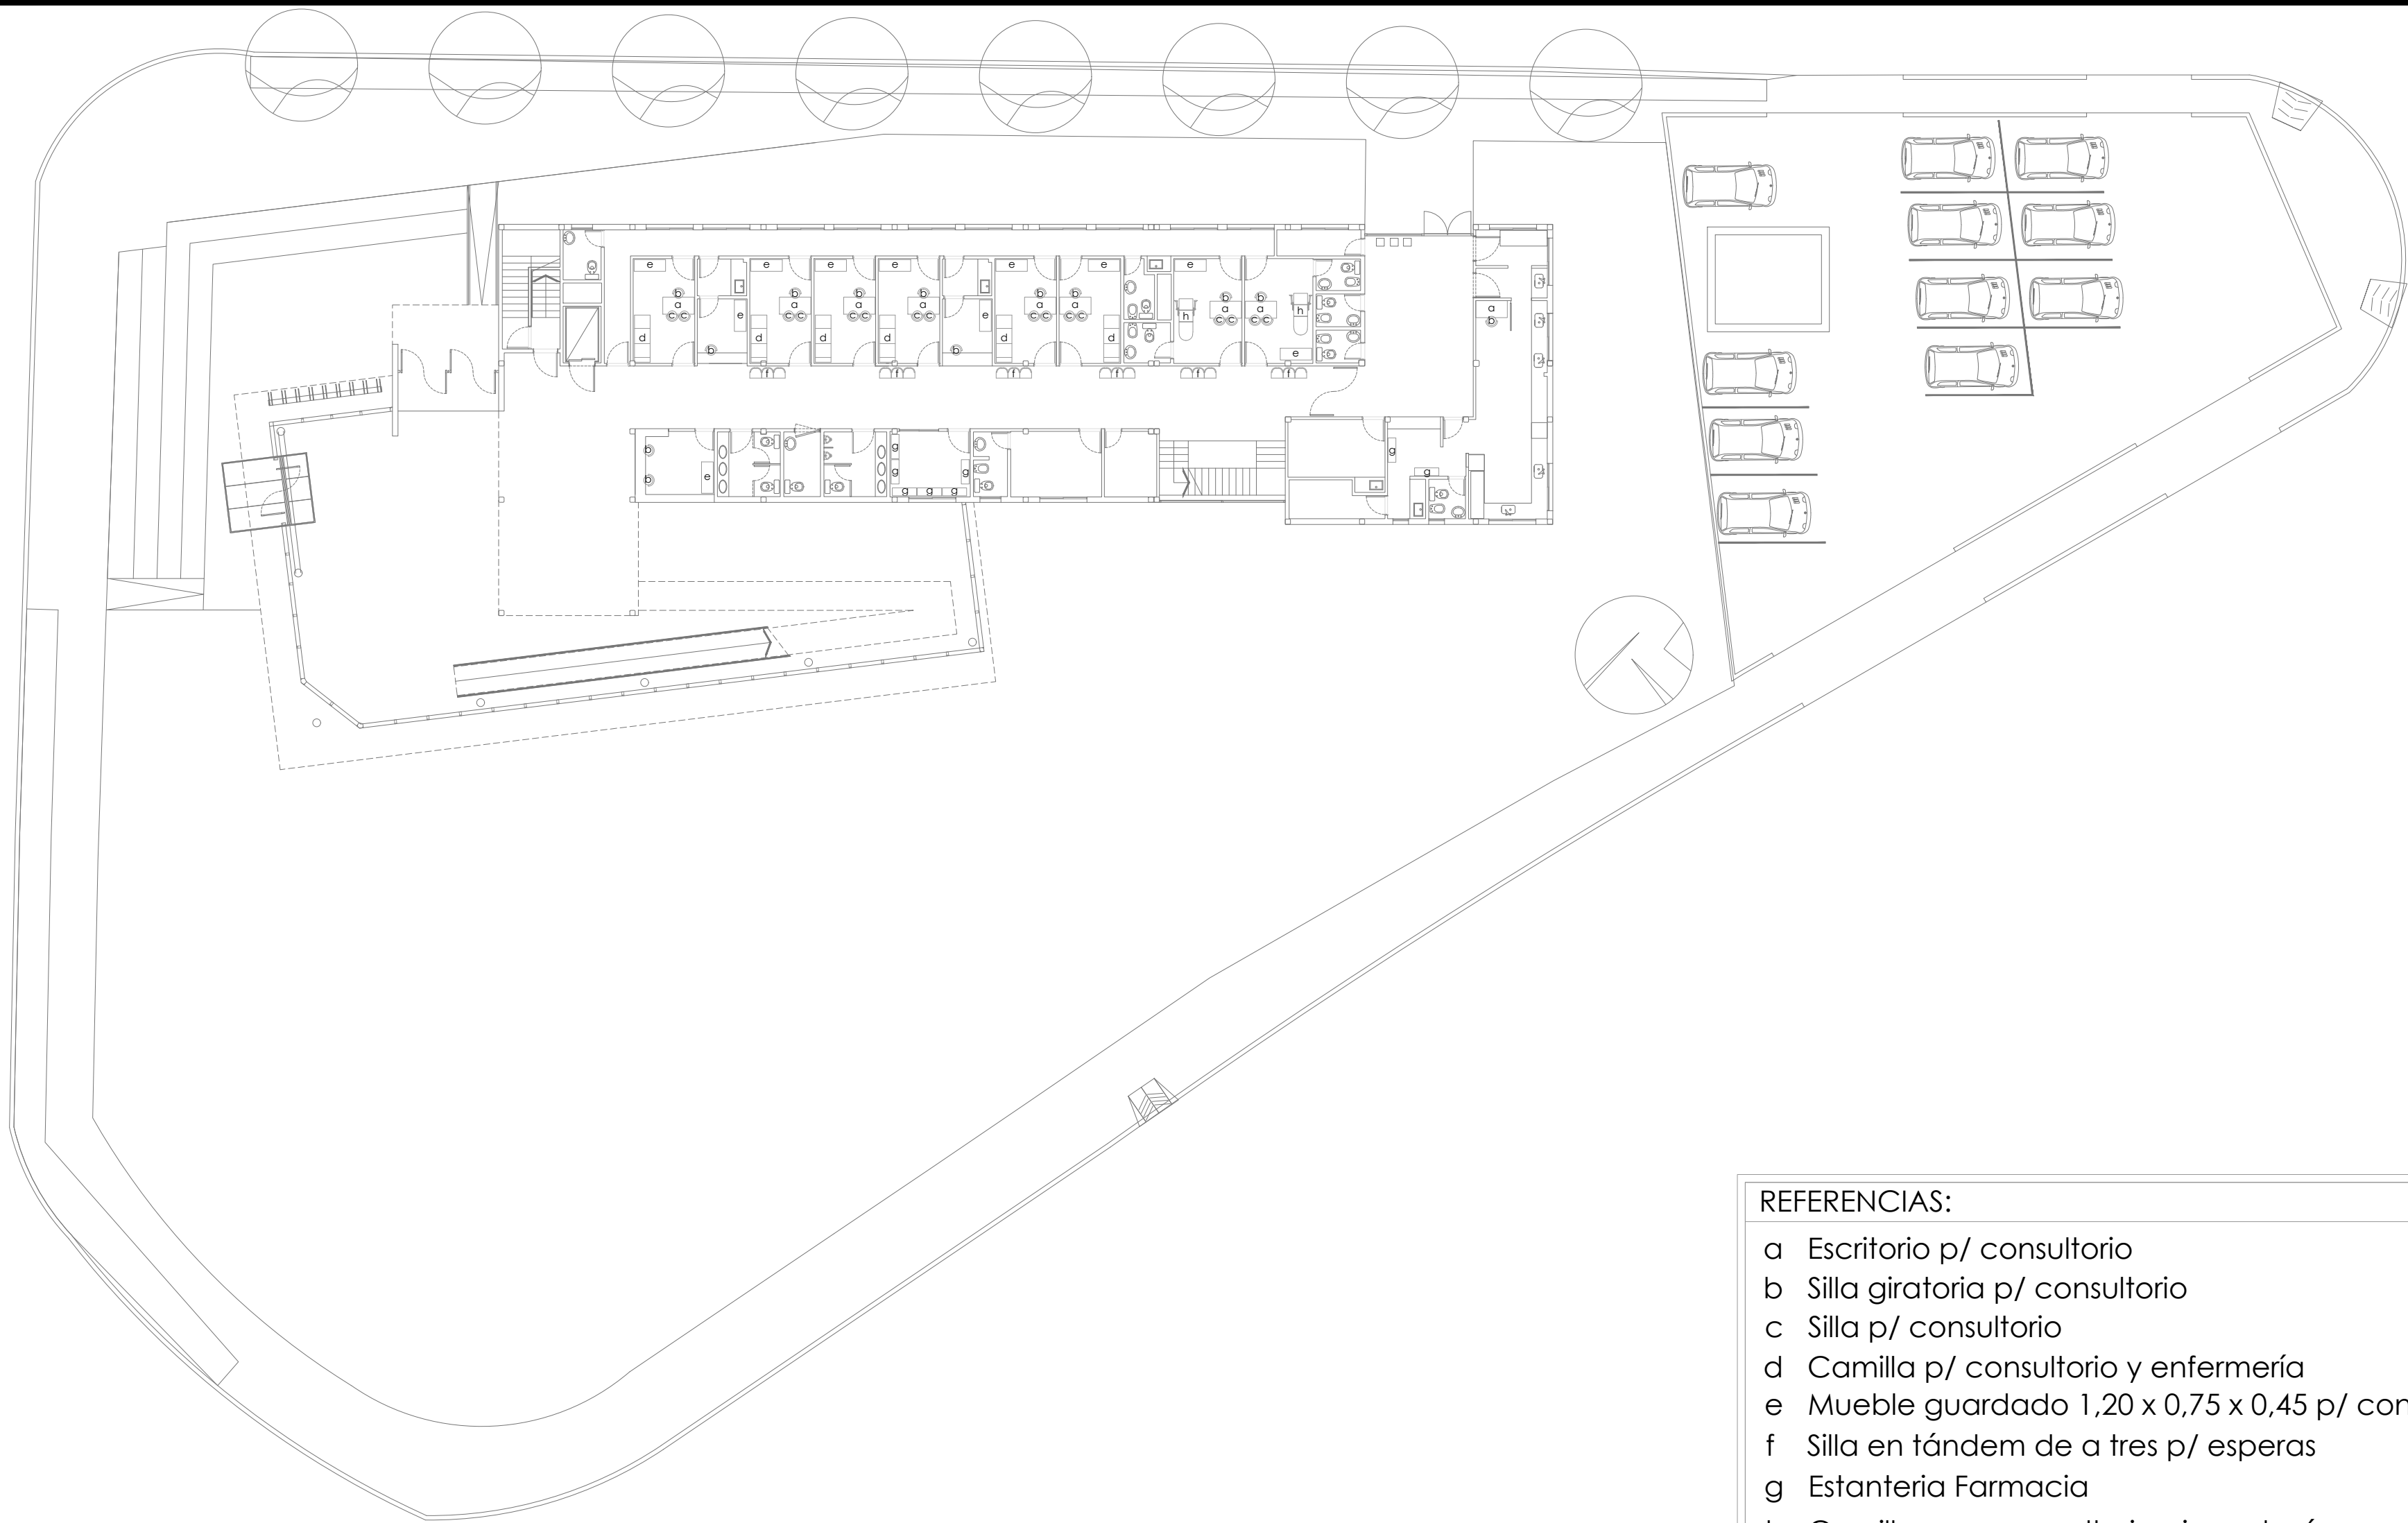 e e e e e e e
b b b b b b b b
a a a a a a h a a a
e e h b
c c c c c c c c c c c c c c c c
d d d d d d
b b e
f f f f f f
b g g
g g g
b e
g g g
REFERENCIAS:
a Escritorio p/ consultorio
b Silla giratoria p/ consultorio
c Silla p/ consultorio
d Camilla p/ consultorio y enfermería
e Mueble guardado 1,20 x 0,75 x 0,45 p/ con
f Silla en tándem de a tres p/ esperas
g Estanteria Farmacia